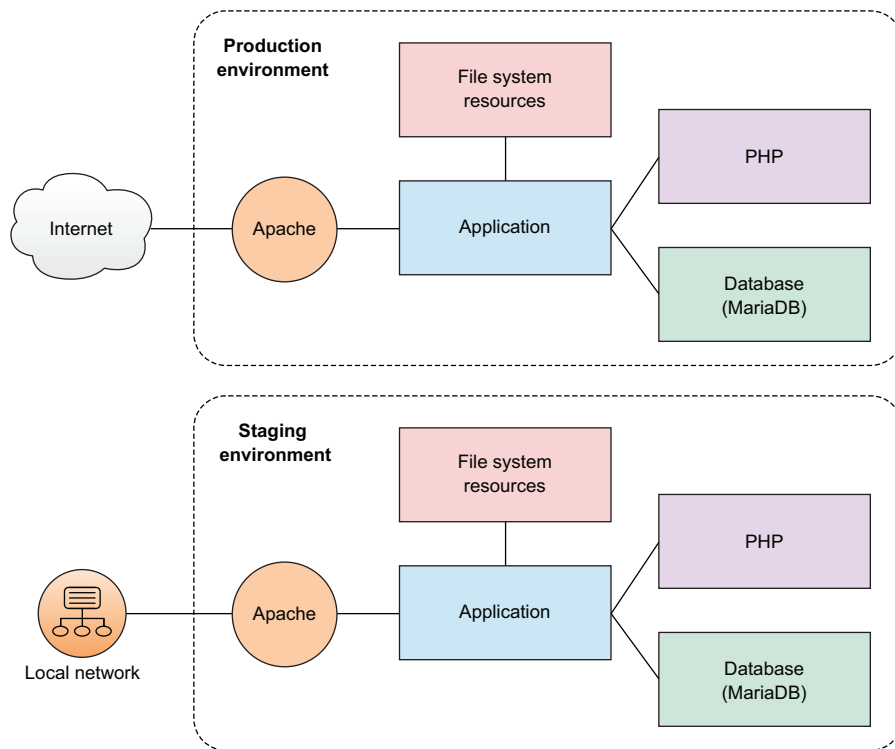 Production
environment
File system
resources
PHP
Internet
Apache
Application
Database
(MariaDB)
Staging
environment
File system
resources
PHP
Apache
Application
Local network
Database
(MariaDB)